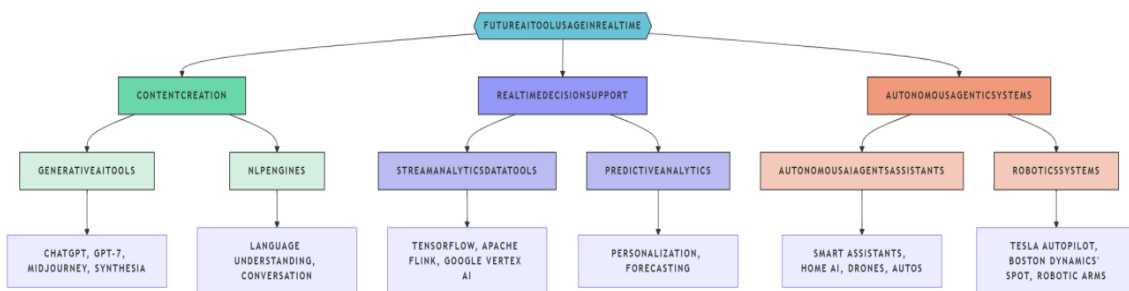 FUTUREAITOOLUSAGEINREALTIME
CONTENTCREATION
REALTIMEDECISIONSUPPORT
AUTONOMOUSAGENTICSYSTEMS
GENERATIVEAITOOLS
NLPENGINES
STREAMANALYTICSDATATOOLS
PREDICTIVEANALYTICS
AUTONOMOUSAIAGENTSASSISTANTS
ROBOTICSSYSTEMS
CHATGPT, GPT-7,
MIDJOURNEY, SYNTHESIA
LANGUAGE
UNDERSTANDING,
CONVERSATION
TENSORFLOW, APACHE
FLINK, GOOGLE VERTEX
AI
PERSONALIZATION,
FORECASTING
SMART ASSISTANTS,
HOME AI, DRONES, AUTOS
TESLA AUTOPILOT,
BOSTON DYNAMICS'
SPOT, ROBOTIC ARMS